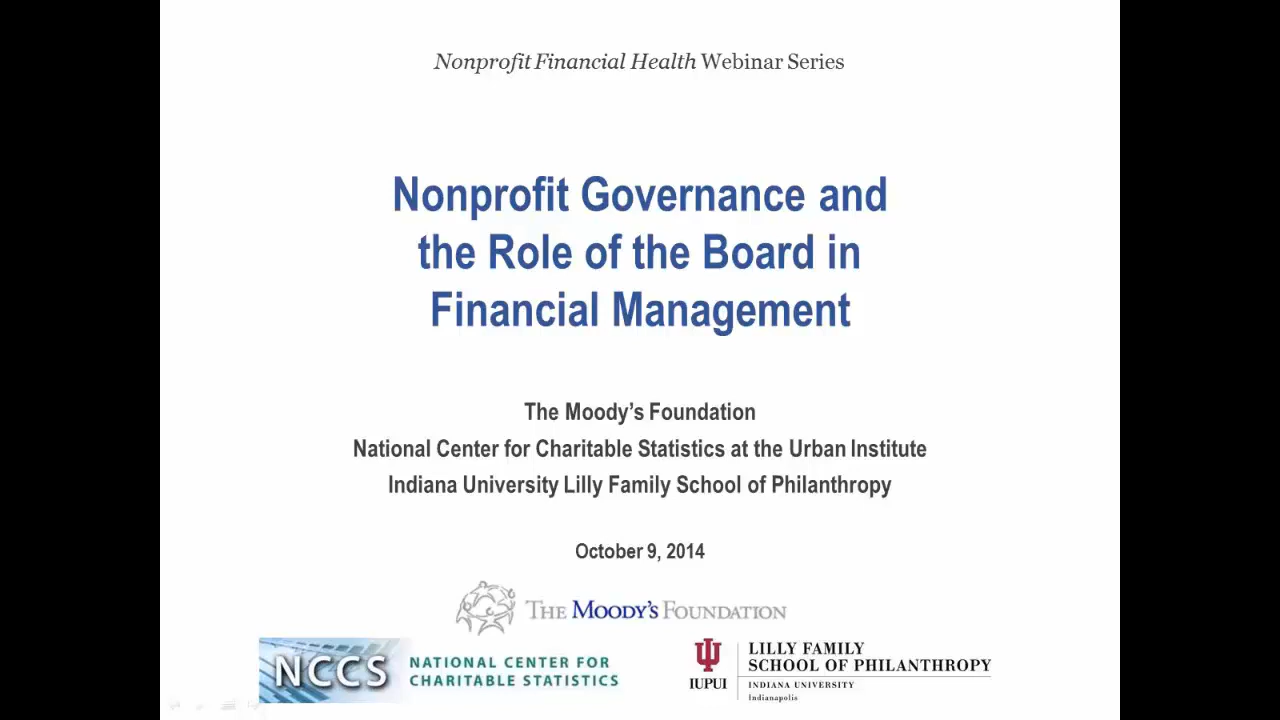 Nonprofit Financial Health Webinar Series
Nonprofit Governance and
the Role of the Board in
Financial Management
The Moody's Foundation
National Center for Charitable Statistics at the Urban Institute
Indiana University Lilly Family School of Philanthropy
October 9, 2014
THE MOODY'S FOUNDATION
NCCS
NATIONAL CENTER FOR
CHARITABLE STATISTICS
IUPUI
LILLY FAMILY
SCHOOL OF PHILANTHROPY
INDIANA UNIVERSITY
Indianapolis